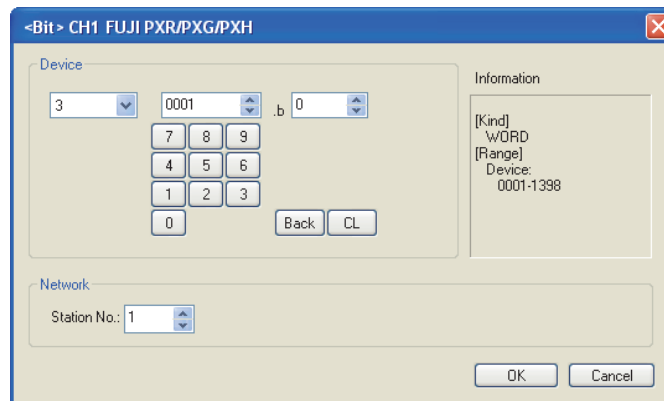 <Bit> CH1 FUJI PXR/PXG/PXH
Device
3 0001 .b 0
7 8 9
4 5 6
1 2 3
0 Back CL
Information
[Kind]
WORD
[Range]
Device:
0001-1398
Network
Station No.: 1
OK Cancel